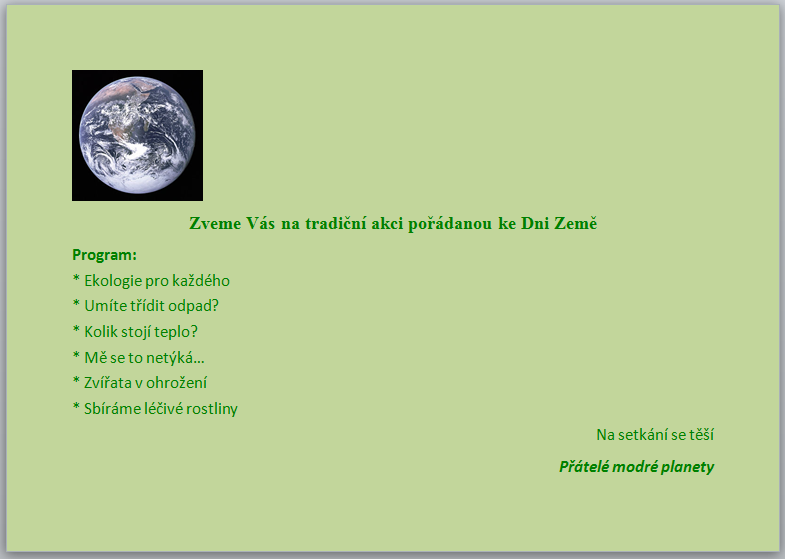 Zveme Vás na tradiční akci pořádanou ke Dni Země
Program:
* Ekologie pro každého
* Umíte třídit odpad?
* Kolik stojí teplo?
* Mě se to netýká...
* Zvířata v ohrožení
* Sbíráme léčivé rostliny
Na setkání se těší
Přátelé modré planety